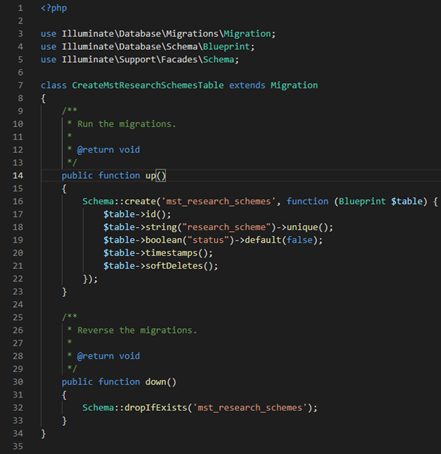 1 <?php
2
3 use Illuminate\Database\Migrations\Migration;
4 use Illuminate\Database\Schema\Blueprint;
5 use Illuminate\Support\Facades\Schema;
6
7 class CreateMstResearchSchemesTable extends Migration
8 {
9     /**
10      * Run the migrations.
11      *
12      * @return void
13      */
14     public function up()
15     {
16         Schema::create('mst_research_schemes', function (Blueprint $table) {
17             $table->id();
18             $table->string("research_scheme")->unique();
19             $table->boolean("status")->default(false);
20             $table->timestamps();
21             $table->softDeletes();
22         });
23     }
24
25     /**
26      * Reverse the migrations.
27      *
28      * @return void
29      */
30     public function down()
31     {
32         Schema::dropIfExists('mst_research_schemes');
33     }
34 }
35